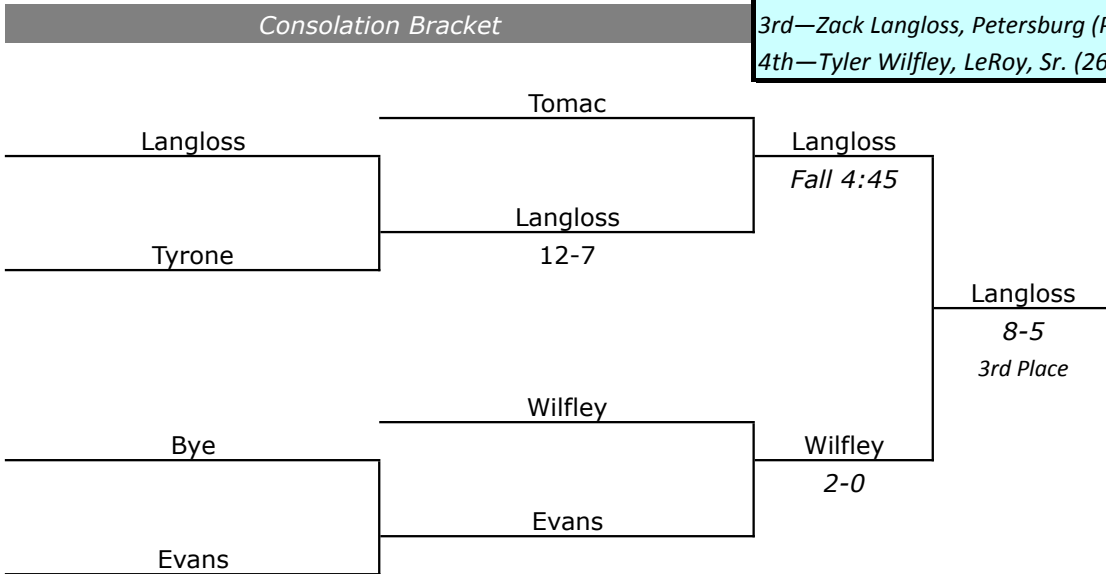 Consolation Bracket
3rd—Zack Langloss, Petersburg (P
4th—Tyler Wilfley, LeRoy, Sr. (26
Tomac
Langloss
Langloss
Fall 4:45
Langloss
12-7
Tyrone
Langloss
8-5
3rd Place
Wilfley
Bye
Wilfley
2-0
Evans
Evans